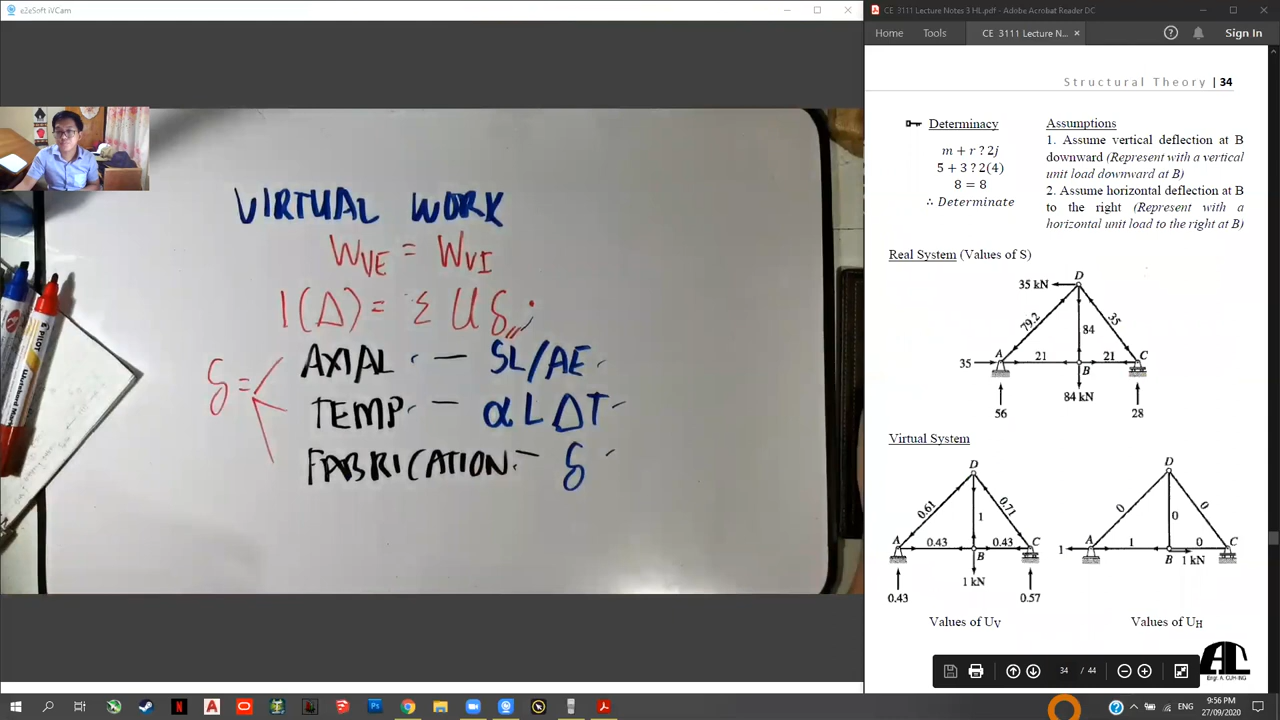 e2eSoft iVCam
VIRTUAL WORK
WVE = WVI
1(Δ) = Σ U δ
δ =
AXIAL - SL/AE
TEMP - αLΔT
FABRICATION - δ
CE 3111 Lecture Notes 3 HL.pdf - Adobe Acrobat Reader DC
Home Tools CE 3111 Lecture N... × Sign In
Structural Theory | 34
Determinacy
m + r ? 2j
5 + 3 ? 2(4)
8 = 8
∴ Determinate
Assumptions
1. Assume vertical deflection at B
downward (Represent with a vertical
unit load downward at B)
2. Assume horizontal deflection at B
to the right (Represent with a
horizontal unit load to the right at B)
Real System (Values of S)
D
35 kN
79.2
35
84
A
C
35
21
21
B
84 kN
56
28
Virtual System
D
0.61
0.71
1
A
C
0.43
0.43
B
1 kN
0.43
0.57
Values of UV
D
0
0
0
A
C
1
1
0
B
1 kN
Values of UH
Engr. A. CUHING
34 / 44
9:56 PM
ENG
27/09/2020